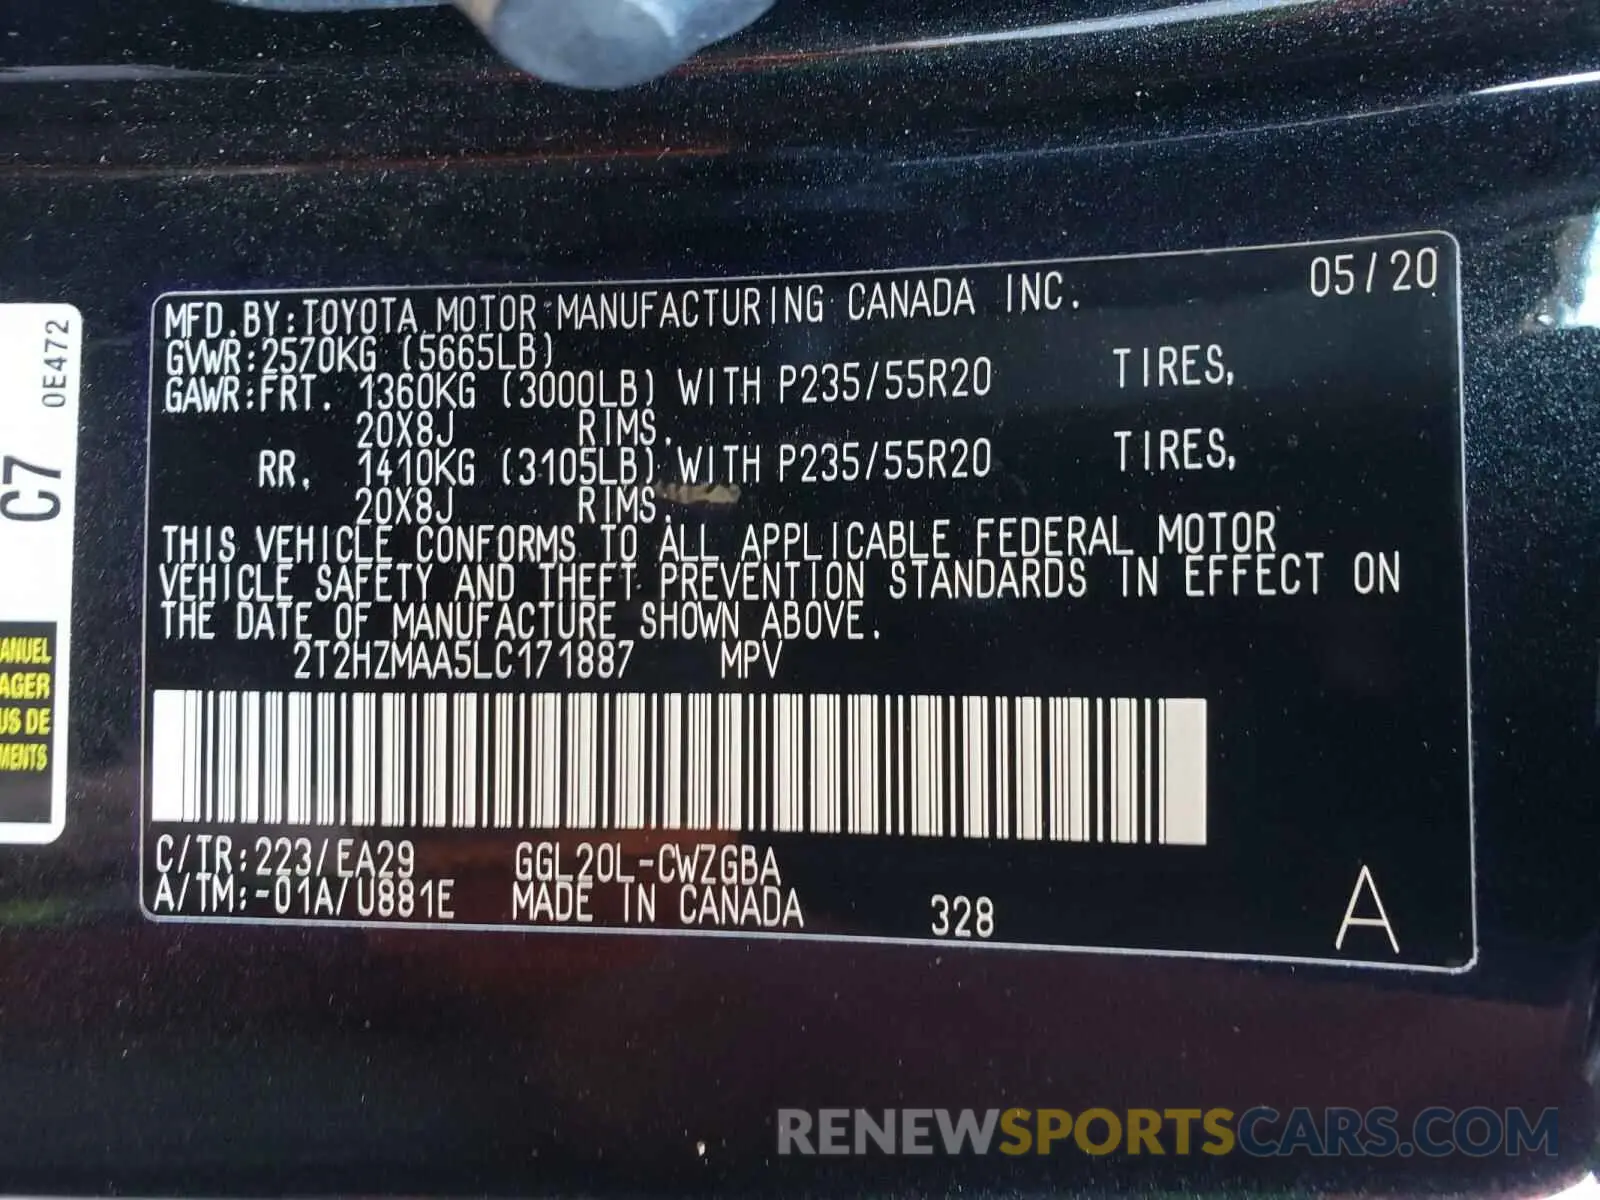 05/20
MFD.BY:TOYOTA MOTOR MANUFACTURING CANADA INC.
GVWR:2570KG (5665LB)
GAWR:FRT. 1360KG (3000LB) WITH P235/55R20 TIRES,
20X8J RIMS.
RR. 1410KG (3105LB) WITH P235/55R20 TIRES,
20X8J RIMS.
THIS VEHICLE CONFORMS TO ALL APPLICABLE FEDERAL MOTOR
VEHICLE SAFETY AND THEFT PREVENTION STANDARDS IN EFFECT ON
THE DATE OF MANUFACTURE SHOWN ABOVE.
2T2HZMAA5LC171887 MPV
C/TR:223/EA29 GGL20L-CWZGBA
A/TM:-01A/U881E MADE IN CANADA 328 A
C7 0E472
ANUEL
AGER
US DE
MENTS
RENEWSPORTSCARS.COM